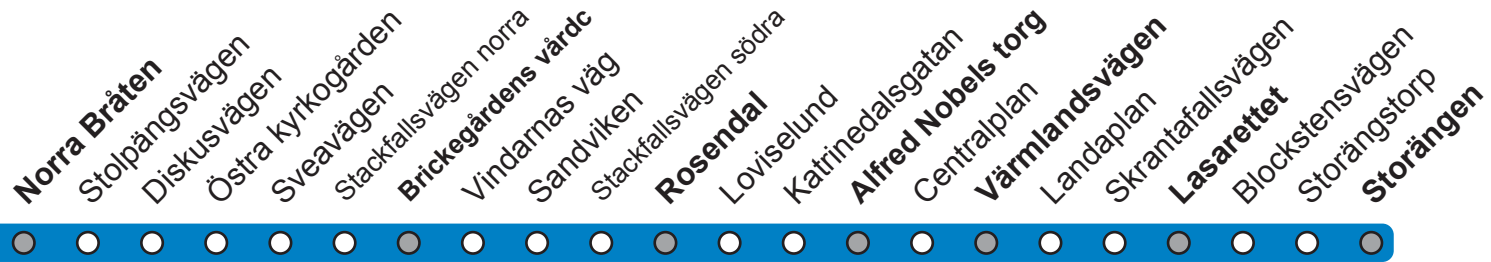 Norra Bråten
Stolpängsvägen
Diskusvägen
Östra kyrkogården
Sveavägen
Stackfallsvägen norra
Brickegårdens vårdc
Vindarnas väg
Sandviken
Stackfallsvägen södra
Rosendal
Loviselund
Katrinedalsgatan
Alfred Nobels torg
Centralplan
Värmlandsvägen
Landaplan
Skrantafallsvägen
Lasarettet
Blockstensvägen
Storängstorp
Storängen